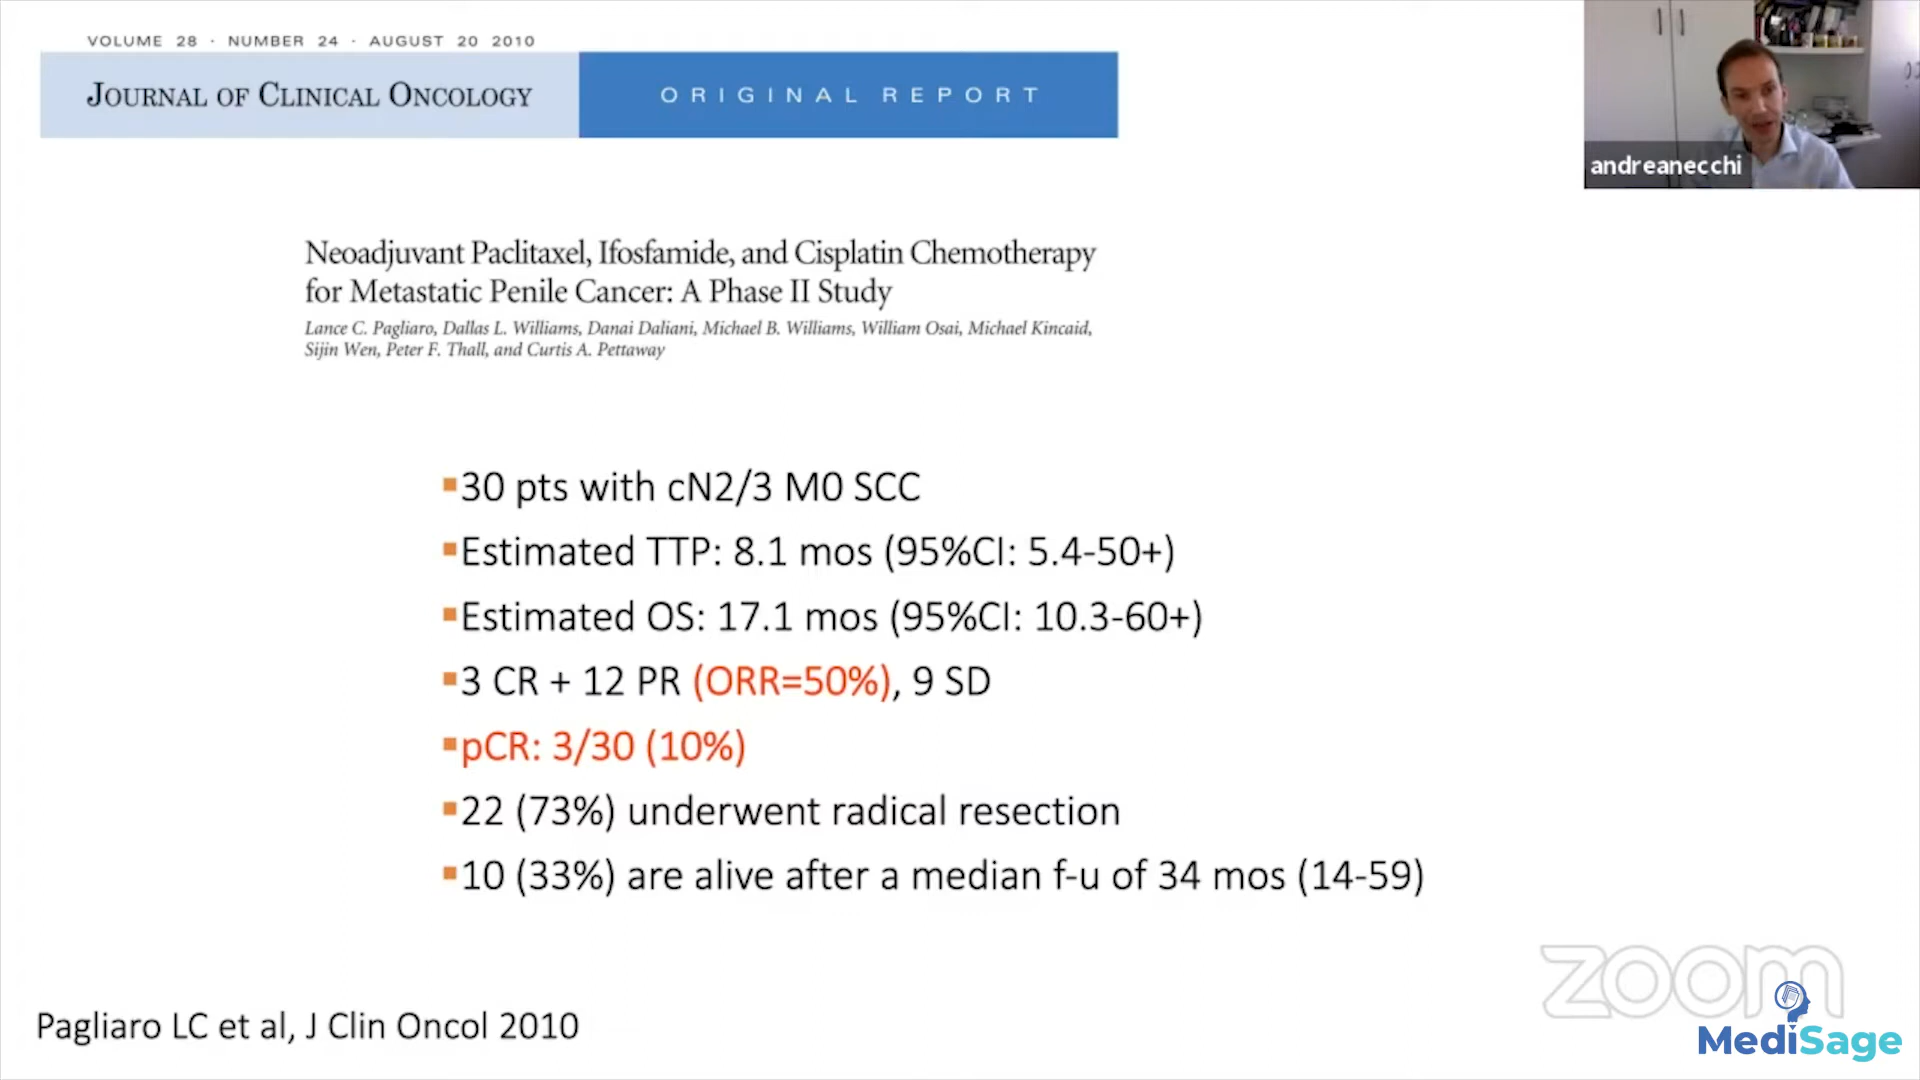 VOLUME 28 · NUMBER 24 · AUGUST 20 2010
JOURNAL OF CLINICAL ONCOLOGY
ORIGINAL REPORT
andreanecchi
Neoadjuvant Paclitaxel, Ifosfamide, and Cisplatin Chemotherapy
for Metastatic Penile Cancer: A Phase II Study
Lance C. Pagliaro, Dallas L. Williams, Danai Daliani, Michael B. Williams, William Osai, Michael Kincaid,
Sijin Wen, Peter F. Thall, and Curtis A. Pettaway
▪30 pts with cN2/3 M0 SCC
▪Estimated TTP: 8.1 mos (95%CI: 5.4-50+)
▪Estimated OS: 17.1 mos (95%CI: 10.3-60+)
▪3 CR + 12 PR (ORR=50%), 9 SD
▪pCR: 3/30 (10%)
▪22 (73%) underwent radical resection
▪10 (33%) are alive after a median f-u of 34 mos (14-59)
zoom
MediSage
Pagliaro LC et al, J Clin Oncol 2010